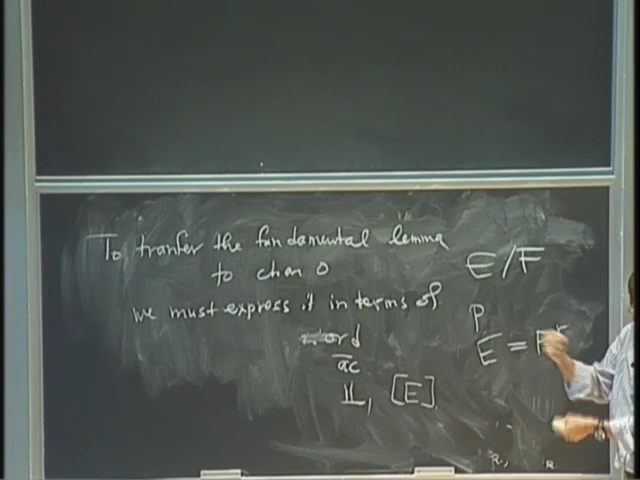 To tranfer the fundamental lemma
to char 0
we must express it in terms of
ord
ac
𝕃, [E]
E/F
P
E = F
R, R